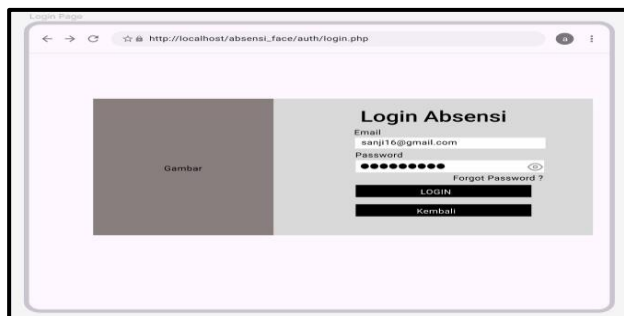 Login Page
http://localhost/absensi_face/auth/login.php
a
Login Absensi
Email
sanji16@gmail.com
Password
Gambar
Forgot Password ?
LOGIN
Kembali